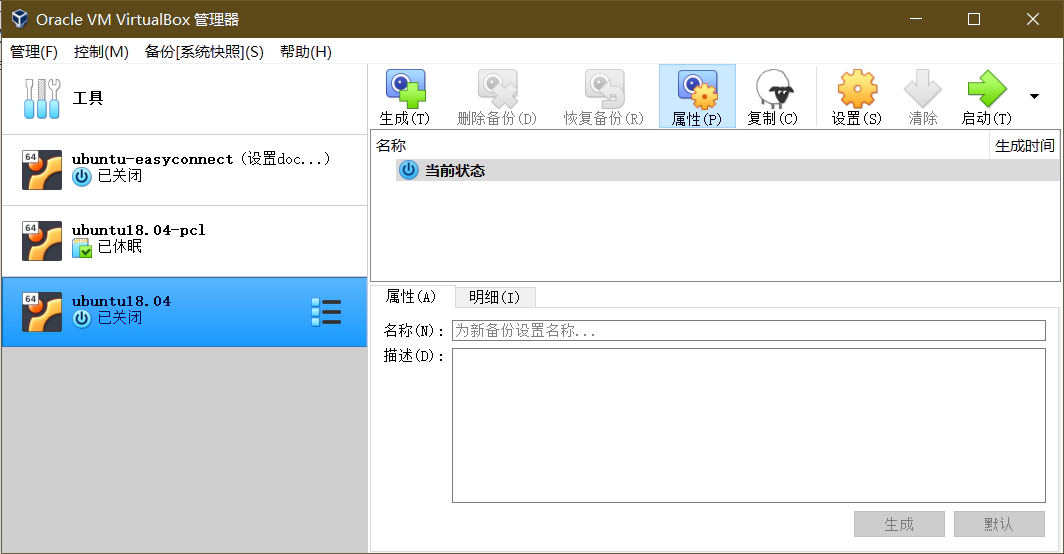 Oracle VM VirtualBox 管理器
管理(F) 控制(M) 备份[系统快照](S) 帮助(H)
工具
64
ubuntu-easyconnect (设置doc...)
已关闭
64
ubuntu18.04-pcl
已休眠
64
ubuntu18.04
已关闭
生成(T) 删除备份(D) 恢复备份(R) 属性(P) 复制(C) 设置(S) 清除 启动(T)
名称 生成时间
当前状态
属性(A) 明细(I)
名称(N): 为新备份设置名称...
描述(D):
生成 默认